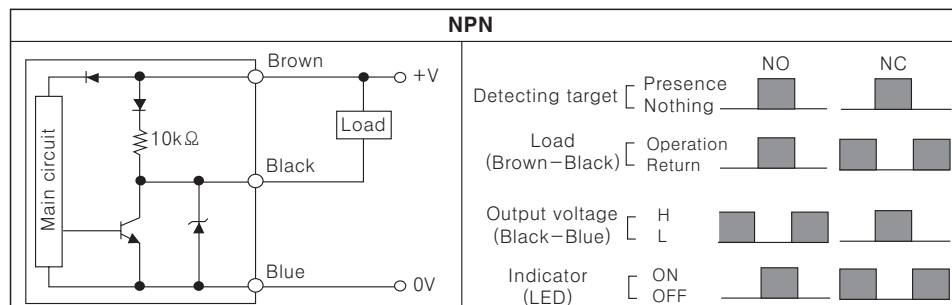 NPN
Brown
+V
Load
10kΩ
Main circuit
Black
Blue
0V
NO NC
Detecting target Presence
Nothing
Load
(Brown-Black)
Operation
Return
Output voltage
(Black-Blue)
H
L
Indicator
(LED)
ON
OFF